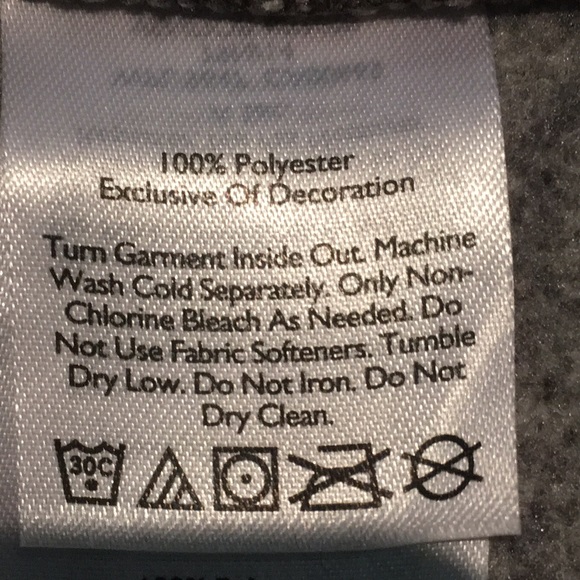 100% Polyester
Exclusive Of Decoration
Turn Garment Inside Out. Machine
Wash Cold Separately. Only Non-
Chlorine Bleach As Needed. Do
Not Use Fabric Softeners. Tumble
Dry Low. Do Not Iron. Do Not
Dry Clean.
30C